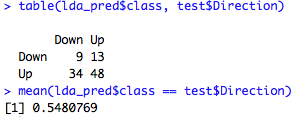 > table(lda_pred$class, test$Direction)
Down Up
Down 9 13
Up 34 48
> mean(lda_pred$class == test$Direction)
[1] 0.5480769